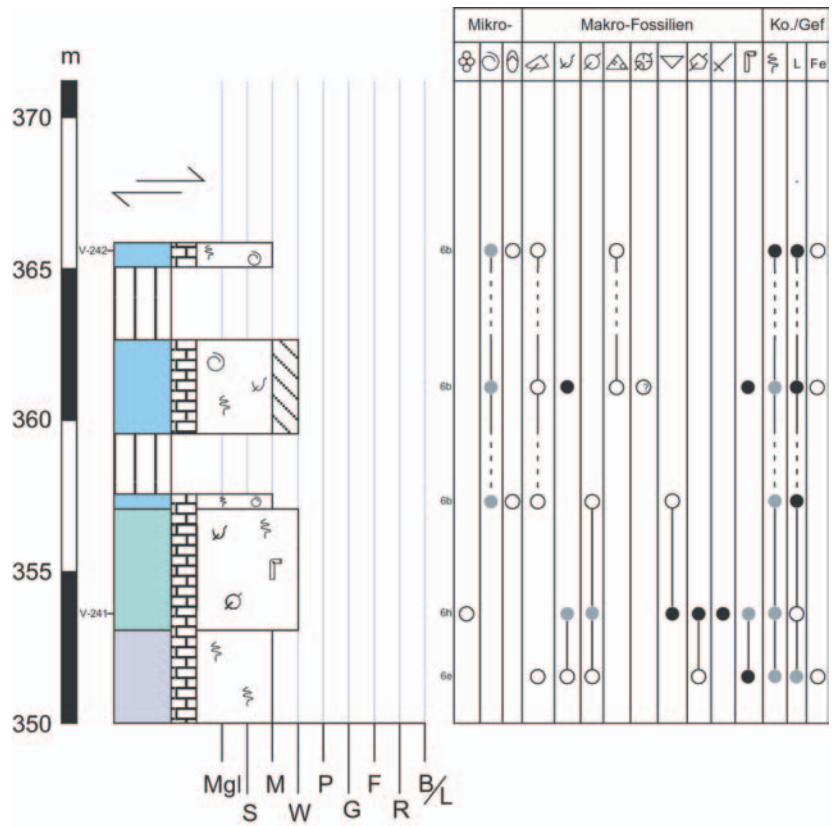 Mikro- Makro-Fossilien Ko./Gef
m
L Fe
370
V-242 6b
365
6b ?
360
6b
355
V-241 6h
6e
350
Mgl M P F B/L
S W G R